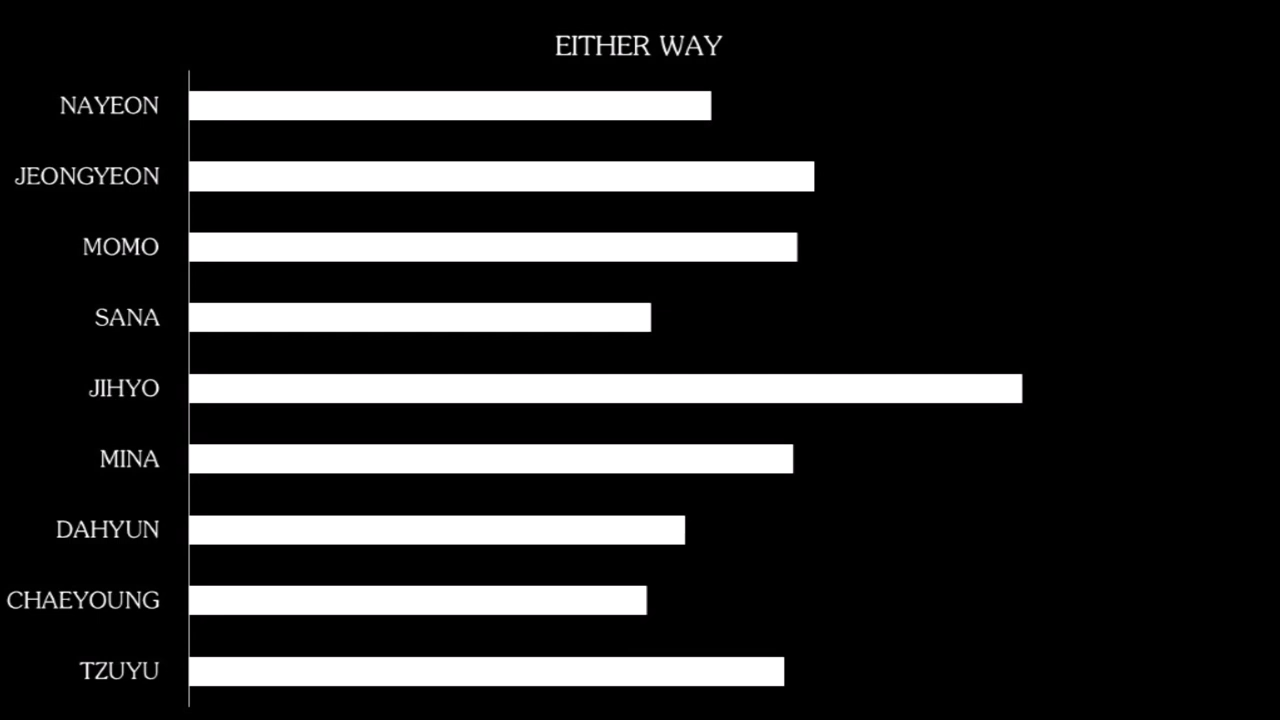 EITHER WAY
NAYEON
JEONGYEON
MOMO
SANA
JIHYO
MINA
DAHYUN
CHAEYOUNG
TZUYU